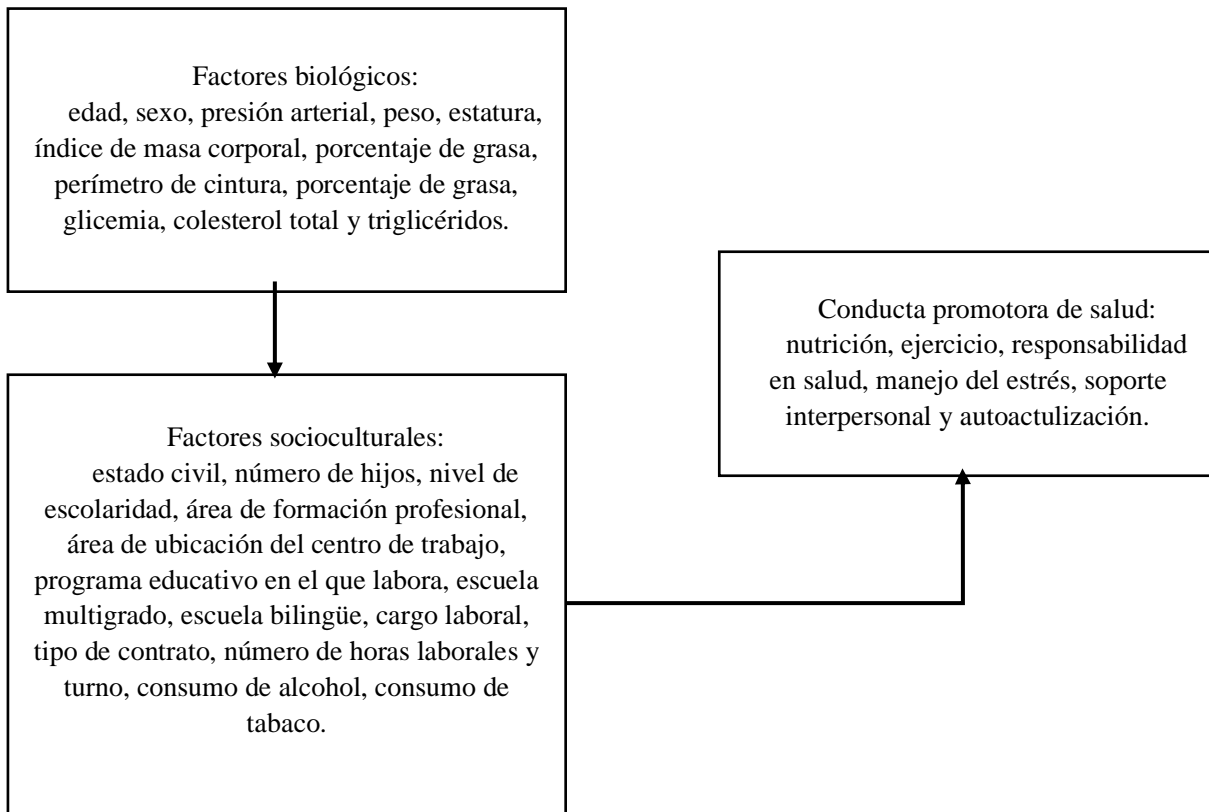 Factores biológicos:
edad, sexo, presión arterial, peso, estatura,
índice de masa corporal, porcentaje de grasa,
perímetro de cintura, porcentaje de grasa,
glicemia, colesterol total y triglicéridos.
Factores socioculturales:
estado civil, número de hijos, nivel de
escolaridad, área de formación profesional,
área de ubicación del centro de trabajo,
programa educativo en el que labora, escuela
multigrado, escuela bilingüe, cargo laboral,
tipo de contrato, número de horas laborales y
turno, consumo de alcohol, consumo de
tabaco.
Conducta promotora de salud:
nutrición, ejercicio, responsabilidad
en salud, manejo del estrés, soporte
interpersonal y autoactulización.